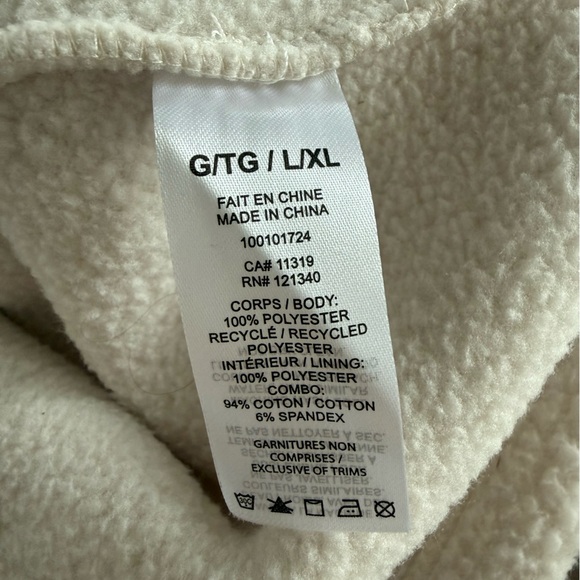 G/TG / L/XL
FAIT EN CHINE
MADE IN CHINA
100101724
CA# 11319
RN# 121340
CORPS / BODY:
100% POLYESTER
RECYCLÉ / RECYCLED
POLYESTER
INTÉRIEUR / LINING:
100% POLYESTER
COMBO:
94% COTON / COTTON
6% SPANDEX
GARNITURES NON
COMPRISES /
EXCLUSIVE OF TRIMS